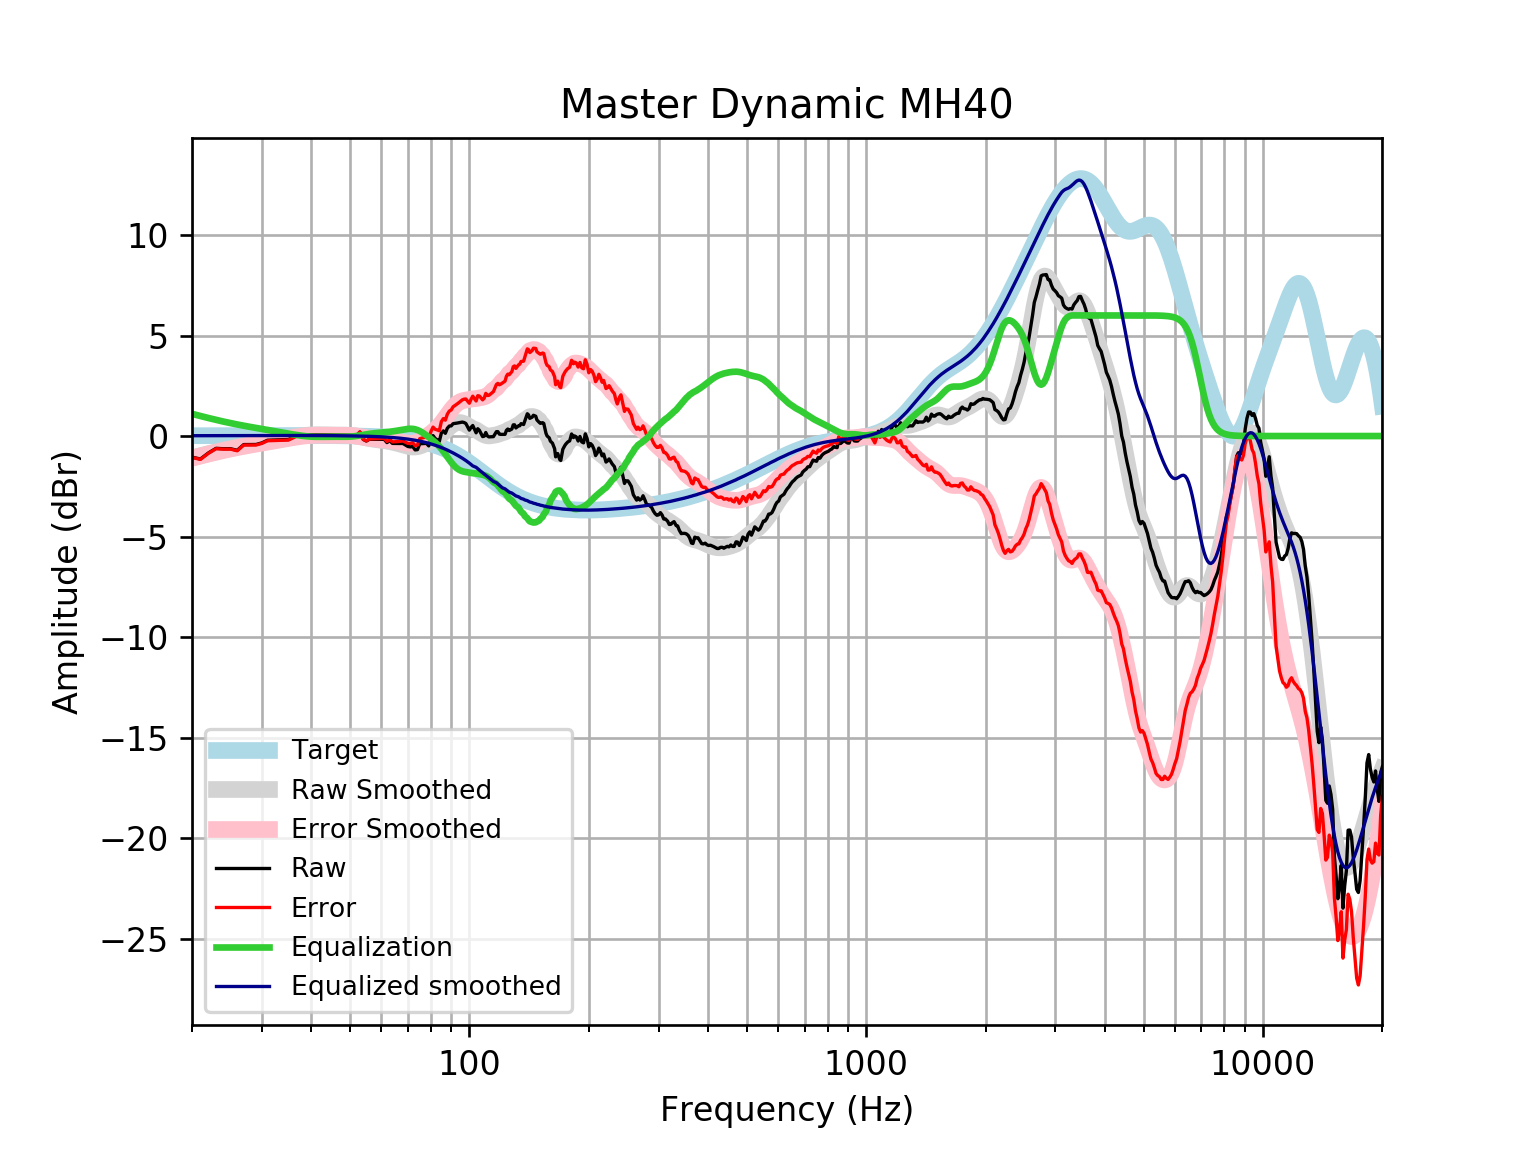 Master Dynamic MH40
Amplitude (dBr)
10
5
0
−5
−10
−15
−20
−25
Target
Raw Smoothed
Error Smoothed
Raw
Error
Equalization
Equalized smoothed
100
1000
10000
Frequency (Hz)